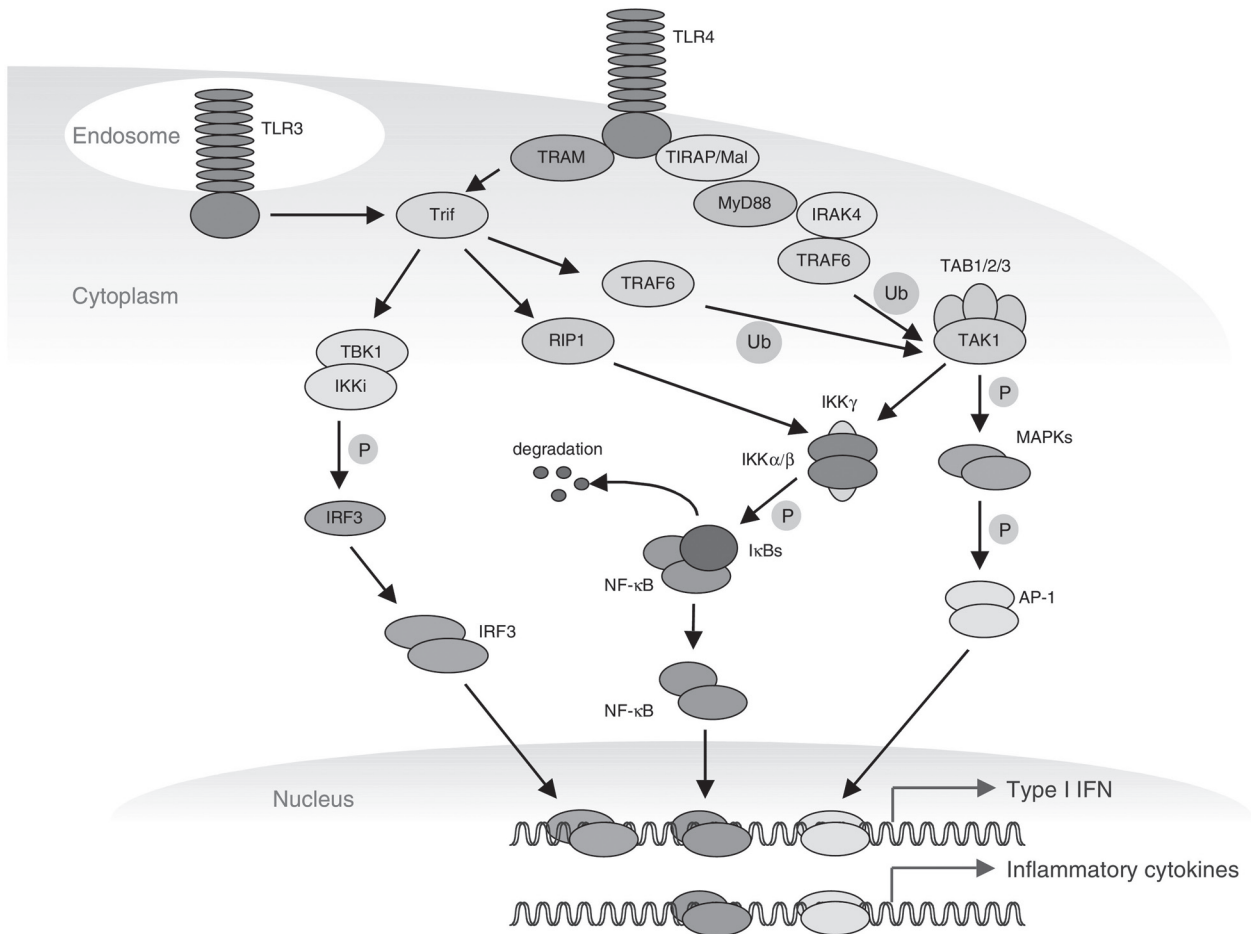 TLR4
Endosome
TLR3
TRAM
TIRAP/Mal
Trif
MyD88
IRAK4
TRAF6
TAB1/2/3
Cytoplasm
TRAF6
Ub
Ub
TBK1
RIP1
TAK1
IKKi
P
IKKγ
MAPKs
P
degradation
IKKα/β
IRF3
P
P
IκBs
NF-κB
AP-1
IRF3
NF-κB
Nucleus
Type I IFN
Inflammatory cytokines